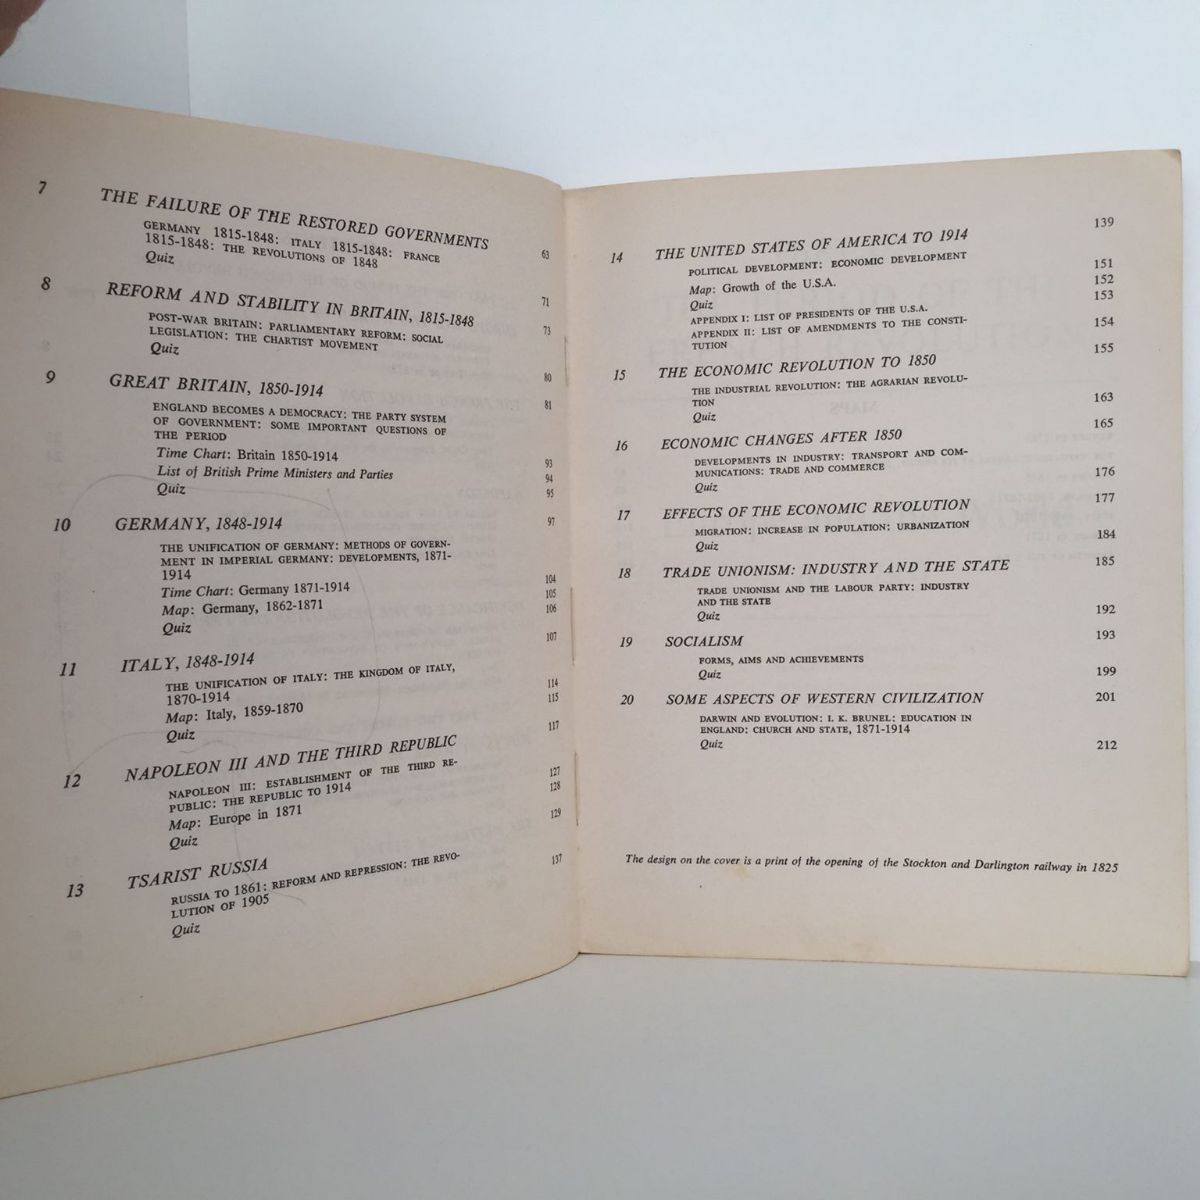 7 THE FAILURE OF THE RESTORED GOVERNMENTS 63
GERMANY 1815-1848: ITALY 1815-1848: FRANCE
1815-1848: THE REVOLUTIONS OF 1848
Quiz 71
8 REFORM AND STABILITY IN BRITAIN, 1815-1848 73
POST-WAR BRITAIN: PARLIAMENTARY REFORM: SOCIAL
LEGISLATION: THE CHARTIST MOVEMENT
Quiz 80
9 GREAT BRITAIN, 1850-1914 81
ENGLAND BECOMES A DEMOCRACY: THE PARTY SYSTEM
OF GOVERNMENT: SOME IMPORTANT QUESTIONS OF
THE PERIOD
Time Chart: Britain 1850-1914 93
List of British Prime Ministers and Parties 94
Quiz 95
10 GERMANY, 1848-1914 97
THE UNIFICATION OF GERMANY: METHODS OF GOVERN-
MENT IN IMPERIAL GERMANY: DEVELOPMENTS, 1871-
1914
Time Chart: Germany 1871-1914 104
Map: Germany, 1862-1871 105
Quiz 106
11 ITALY, 1848-1914 107
THE UNIFICATION OF ITALY: THE KINGDOM OF ITALY,
1870-1914
Map: Italy, 1859-1870 114
Quiz 115
12 NAPOLEON III AND THE THIRD REPUBLIC 117
NAPOLEON III: ESTABLISHMENT OF THE THIRD RE-
PUBLIC: THE REPUBLIC TO 1914
Map: Europe in 1871 127
Quiz 128
13 TSARIST RUSSIA 129
RUSSIA TO 1861: REFORM AND REPRESSION: THE REVO-
LUTION OF 1905
Quiz 137
14 THE UNITED STATES OF AMERICA TO 1914 139
POLITICAL DEVELOPMENT: ECONOMIC DEVELOPMENT
Map: Growth of the U.S.A. 151
Quiz 152
APPENDIX I: LIST OF PRESIDENTS OF THE U.S.A. 153
APPENDIX II: LIST OF AMENDMENTS TO THE CONSTI-
TUTION 154
15 THE ECONOMIC REVOLUTION TO 1850 155
THE INDUSTRIAL REVOLUTION: THE AGRARIAN REVOLU-
TION
Quiz 163
16 ECONOMIC CHANGES AFTER 1850 165
DEVELOPMENTS IN INDUSTRY: TRANSPORT AND COM-
MUNICATIONS: TRADE AND COMMERCE
Quiz 176
17 EFFECTS OF THE ECONOMIC REVOLUTION 177
MIGRATION: INCREASE IN POPULATION: URBANIZATION
Quiz 184
18 TRADE UNIONISM: INDUSTRY AND THE STATE 185
TRADE UNIONISM AND THE LABOUR PARTY: INDUSTRY
AND THE STATE
Quiz 192
19 SOCIALISM 193
FORMS, AIMS AND ACHIEVEMENTS
Quiz 199
20 SOME ASPECTS OF WESTERN CIVILIZATION 201
DARWIN AND EVOLUTION: I. K. BRUNEL: EDUCATION IN
ENGLAND: CHURCH AND STATE, 1871-1914
Quiz 212
The design on the cover is a print of the opening of the Stockton and Darlington railway in 1825